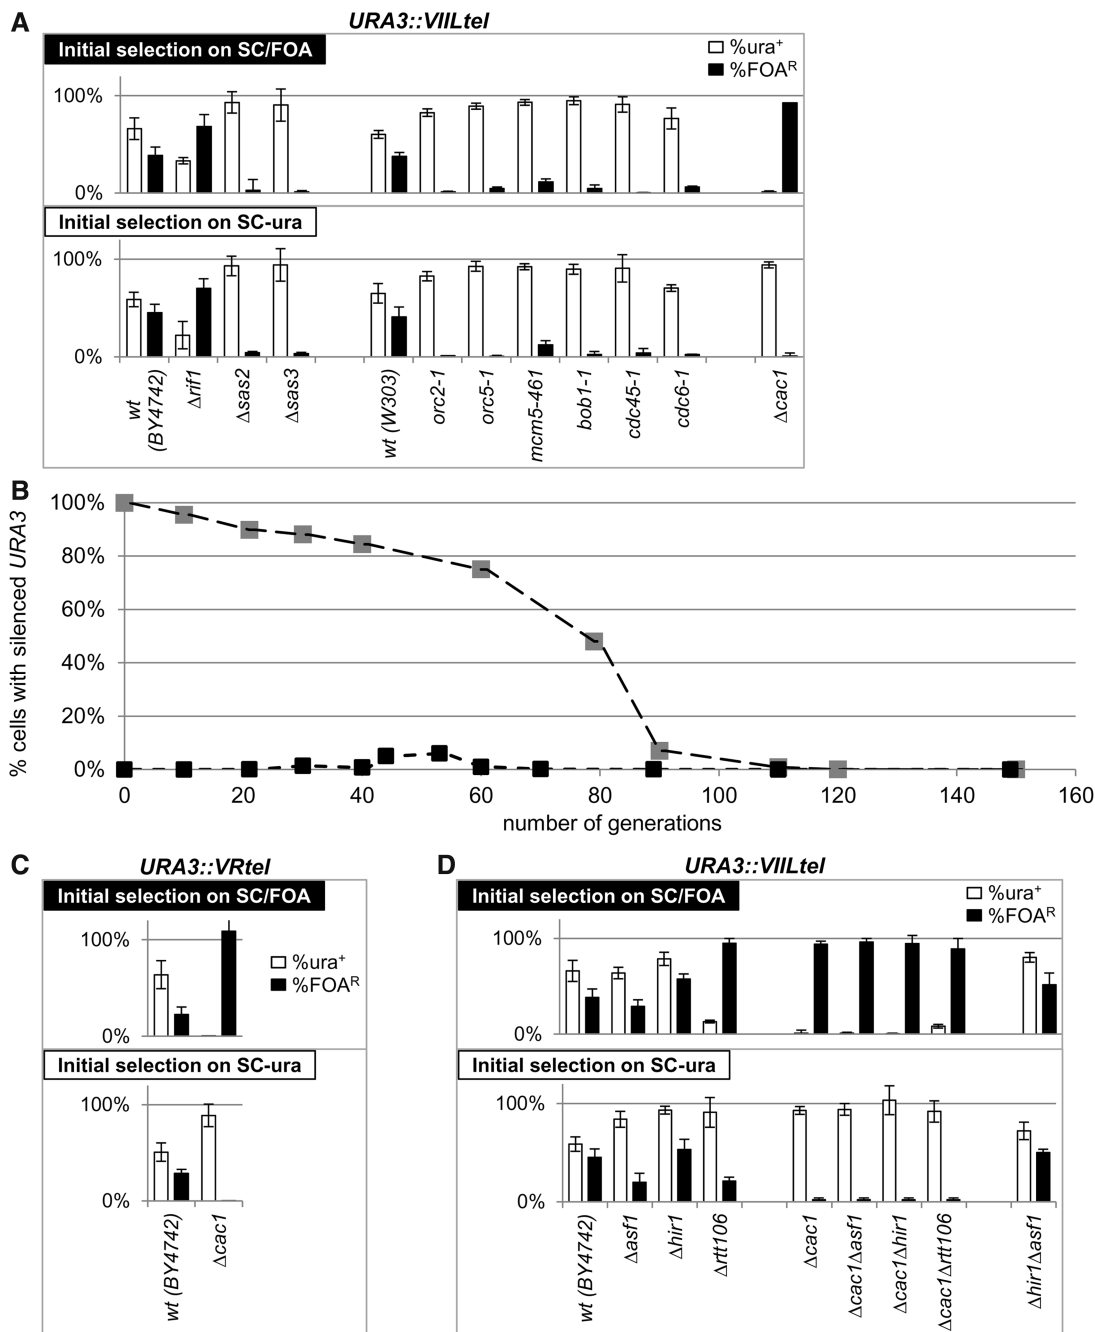 A
URA3::VIILtel
Initial selection on SC/FOA
%ura+
%FOAR
100%
0%
Initial selection on SC-ura
100%
0%
wt
(BY4742)
Δrif1
Δsas2
Δsas3
wt (W303)
orc2-1
orc5-1
mcm5-461
bob1-1
cdc45-1
cdc6-1
Δcac1
B
% cells with silenced URA3
100%
80%
60%
40%
20%
0%
0 20 40 60 80 100 120 140 160
number of generations
C
URA3::VRtel
Initial selection on SC/FOA
100%
%ura+
%FOAR
0%
Initial selection on SC-ura
100%
0%
wt (BY4742)
Δcac1
D
URA3::VIILtel
Initial selection on SC/FOA
%ura+
%FOAR
100%
0%
Initial selection on SC-ura
100%
0%
wt (BY4742)
Δasf1
Δhir1
Δrtt106
Δcac1
Δcac1Δasf1
Δcac1Δhir1
Δcac1Δrtt106
Δhir1Δasf1